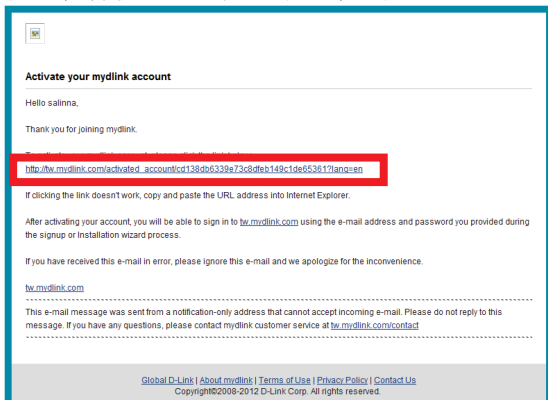 Activate your mydlink account
Hello salinna,
Thank you for joining mydlink.
http://tw.mydlink.com/activated_account/cd138db6339e73c8dfeb149c1de65361?lang=en
If clicking the link doesn't work, copy and paste the URL address into Internet Explorer.
After activating your account, you will be able to sign in to tw.mydlink.com using the e-mail address and password you provided during
the signup or Installation wizard process.
If you have received this e-mail in error, please ignore this e-mail and we apologize for the inconvenience.
tw.mydlink.com
This e-mail message was sent from a notification-only address that cannot accept incoming e-mail. Please do not reply to this
message. If you have any questions, please contact mydlink customer service at tw.mydlink.com/contact
Global D-Link | About mydlink | Terms of Use | Privacy Policy | Contact Us
Copyright©2008-2012 D-Link Corp. All rights reserved.